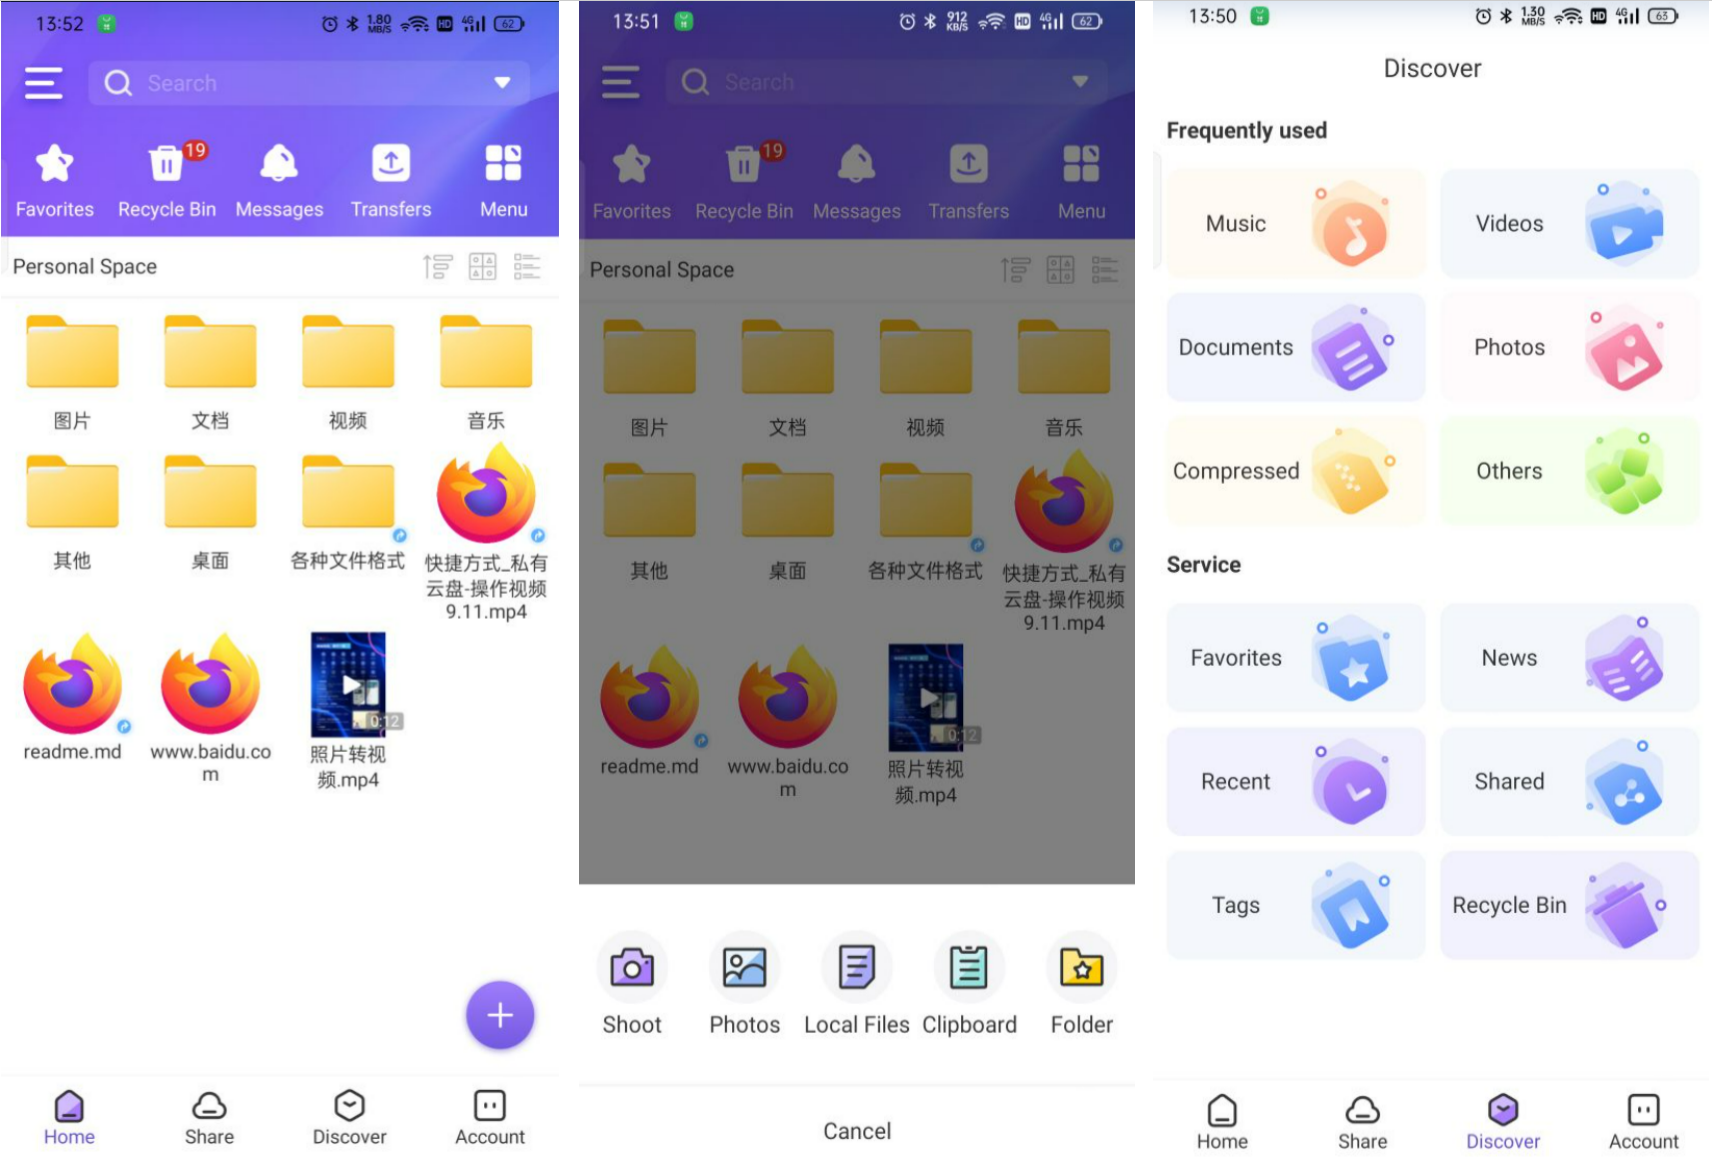 13:52
1.80
MB/S
HD
4G
62
Search
19
Favorites
Recycle Bin
Messages
Transfers
Menu
Personal Space
图片
文档
视频
音乐
其他
桌面
各种文件格式
快捷方式_私有
云盘-操作视频
9.11.mp4
readme.md
www.baidu.co
m
0:12
照片转视
频.mp4
Home
Share
Discover
Account
13:51
912
KB/S
HD
4G
62
Search
19
Favorites
Recycle Bin
Messages
Transfers
Menu
Personal Space
图片
文档
视频
音乐
其他
桌面
各种文件格式
快捷方式_私有
云盘-操作视频
9.11.mp4
readme.md
www.baidu.co
m
0:12
照片转视
频.mp4
Shoot
Photos
Local Files
Clipboard
Folder
Cancel
13:50
1.30
MB/S
HD
4G
63
Discover
Frequently used
Music
Videos
Documents
Photos
Compressed
Others
Service
Favorites
News
Recent
Shared
Tags
Recycle Bin
Home
Share
Discover
Account